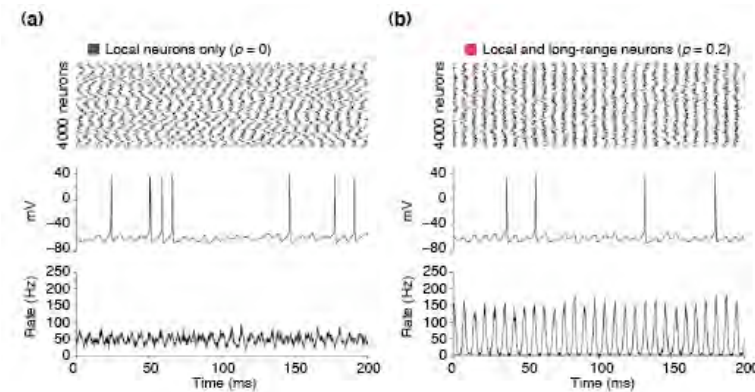 (a)
Local neurons only (p = 0)
4000 neurons
40
0
−40
−80
mV
250
200
150
100
50
0
Rate (Hz)
0 50 100 150 200
Time (ms)
(b)
Local and long-range neurons (p = 0.2)
4000 neurons
40
0
−40
−80
mV
250
200
150
100
50
0
Rate (Hz)
0 50 100 150 200
Time (ms)